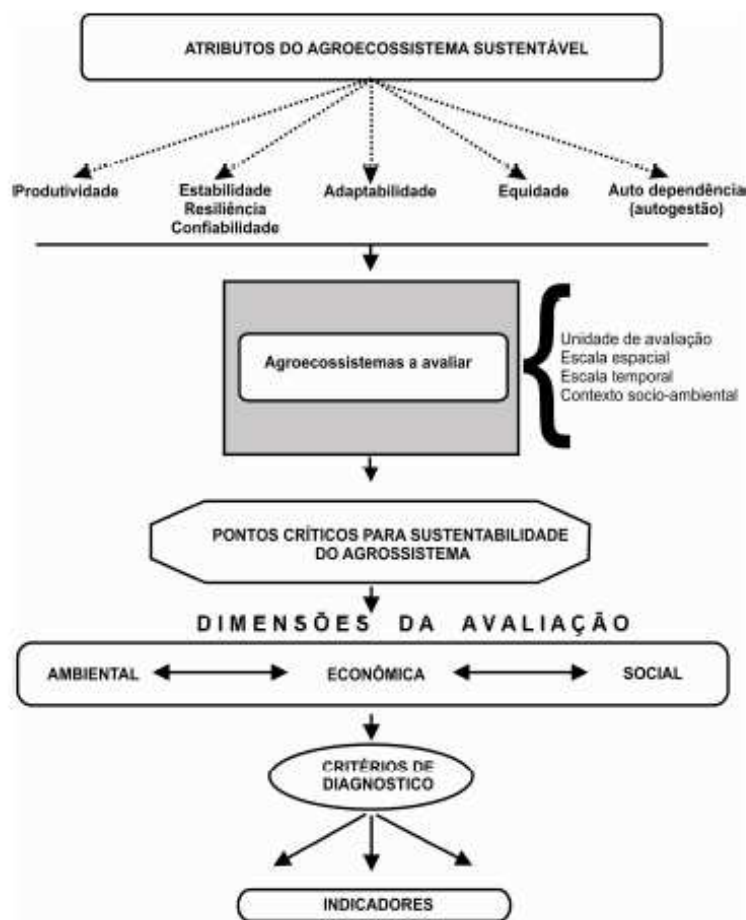 ATRIBUTOS DO AGROECOSSISTEMA SUSTENTÁVEL
Produtividade
Estabilidade
Resiliência
Confiabilidade
Adaptabilidade
Equidade
Auto dependência
(autogestão)
Agroecossistemas a avaliar
Unidade de avaliação
Escala espacial
Escala temporal
Contexto socio-ambiental
PONTOS CRÍTICOS PARA SUSTENTABILIDADE
DO AGROSSISTEMA
DIMENSÕES DA AVALIAÇÃO
AMBIENTAL
ECONÔMICA
SOCIAL
CRITÉRIOS DE
DIAGNOSTICO
INDICADORES